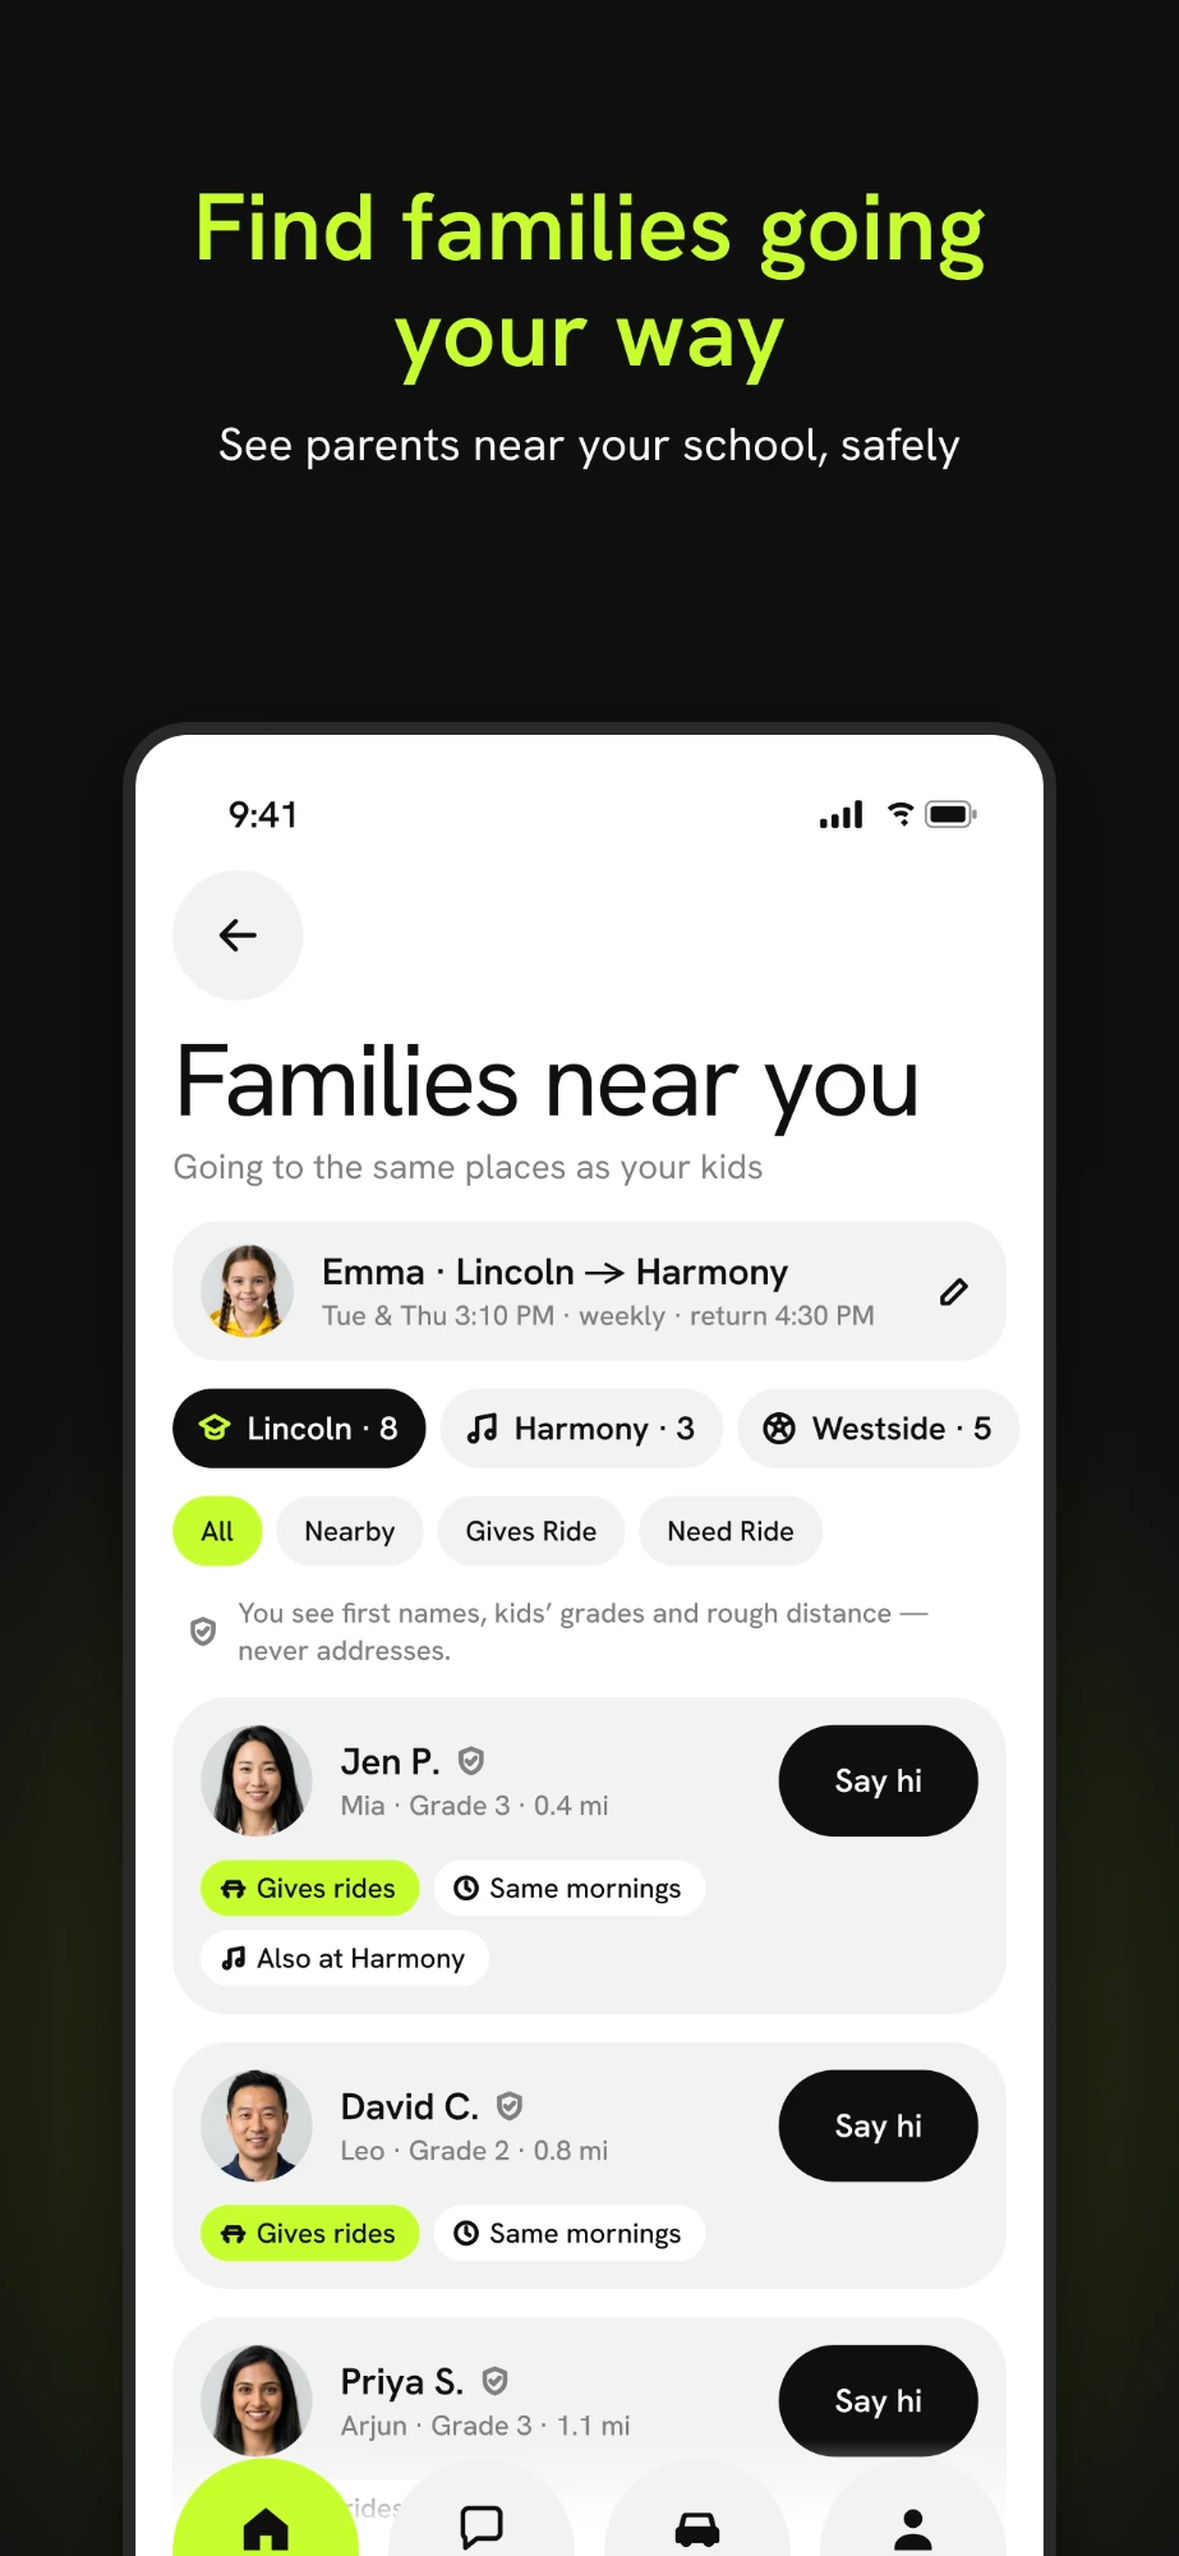 Find families going
your way
See parents near your school, safely
9:41
Families near you
Going to the same places as your kids
Emma · Lincoln → Harmony
Tue & Thu 3:10 PM · weekly · return 4:30 PM
Lincoln · 8
Harmony · 3
Westside · 5
All
Nearby
Gives Ride
Need Ride
You see first names, kids’ grades and rough distance —
never addresses.
Jen P.
Mia · Grade 3 · 0.4 mi
Say hi
Gives rides
Same mornings
Also at Harmony
David C.
Leo · Grade 2 · 0.8 mi
Say hi
Gives rides
Same mornings
Priya S.
Arjun · Grade 3 · 1.1 mi
Say hi
rides